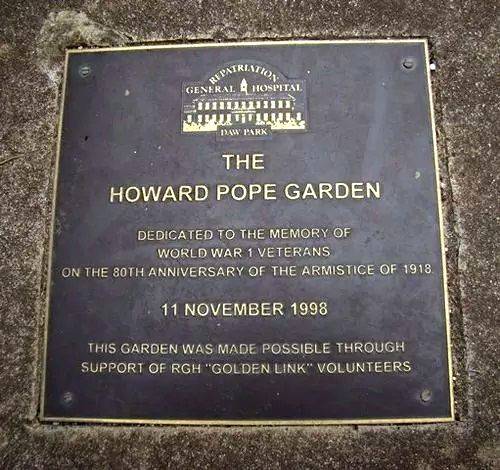 REPATRIATION
GENERAL HOSPITAL
DAW PARK
THE
HOWARD POPE GARDEN
DEDICATED TO THE MEMORY OF
WORLD WAR 1 VETERANS
ON THE 80TH ANNIVERSARY OF THE ARMISTICE OF 1918
11 NOVEMBER 1998
THIS GARDEN WAS MADE POSSIBLE THROUGH
SUPPORT OF RGH "GOLDEN LINK" VOLUNTEERS